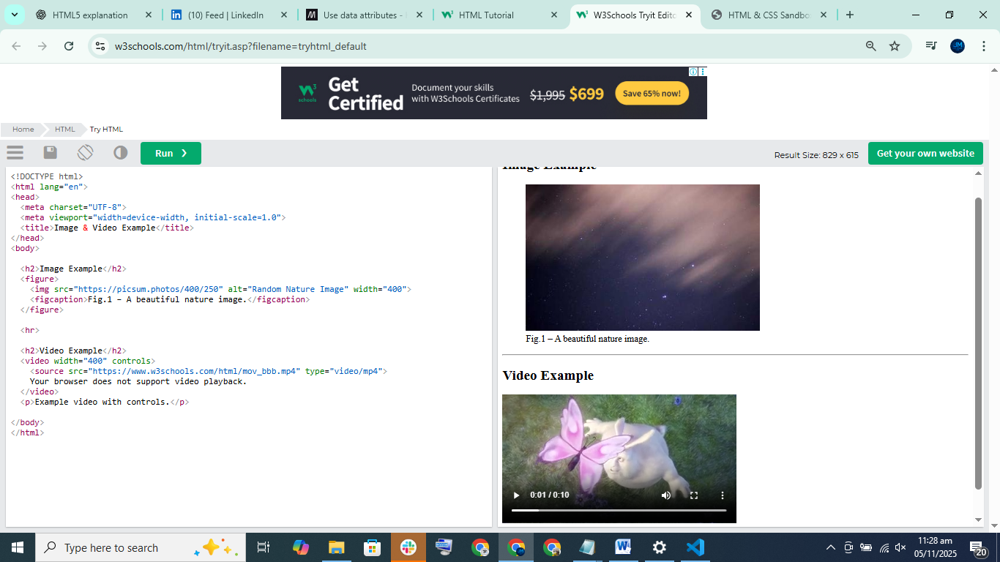 HTML5 explanation
(10) Feed | LinkedIn
Use data attributes -
HTML Tutorial
W3Schools Tryit Edito
HTML & CSS Sandbo
w3schools.com/html/tryit.asp?filename=tryhtml_default
W3 schools
Get
Certified
Document your skills
with W3Schools Certificates
$1,995 $699
Save 65% now!
Home
HTML
Try HTML
Run ❯
Result Size: 829 x 615
Get your own website
<!DOCTYPE html>
<html lang="en">
<head>
<meta charset="UTF-8">
<meta viewport="width=device-width, initial-scale=1.0">
<title>Image & Video Example</title>
</head>
<body>
<h2>Image Example</h2>
<figure>
<img src="https://picsum.photos/400/250" alt="Random Nature Image" width="400">
<figcaption>Fig.1 – A beautiful nature image.</figcaption>
</figure>
<hr>
<h2>Video Example</h2>
<video width="400" controls>
<source src="https://www.w3schools.com/html/mov_bbb.mp4" type="video/mp4">
Your browser does not support video playback.
</video>
<p>Example video with controls.</p>
</body>
</html>
Image Example
Fig.1 – A beautiful nature image.
Video Example
0:01 / 0:10
Type here to search
11:28 am
05/11/2025
20